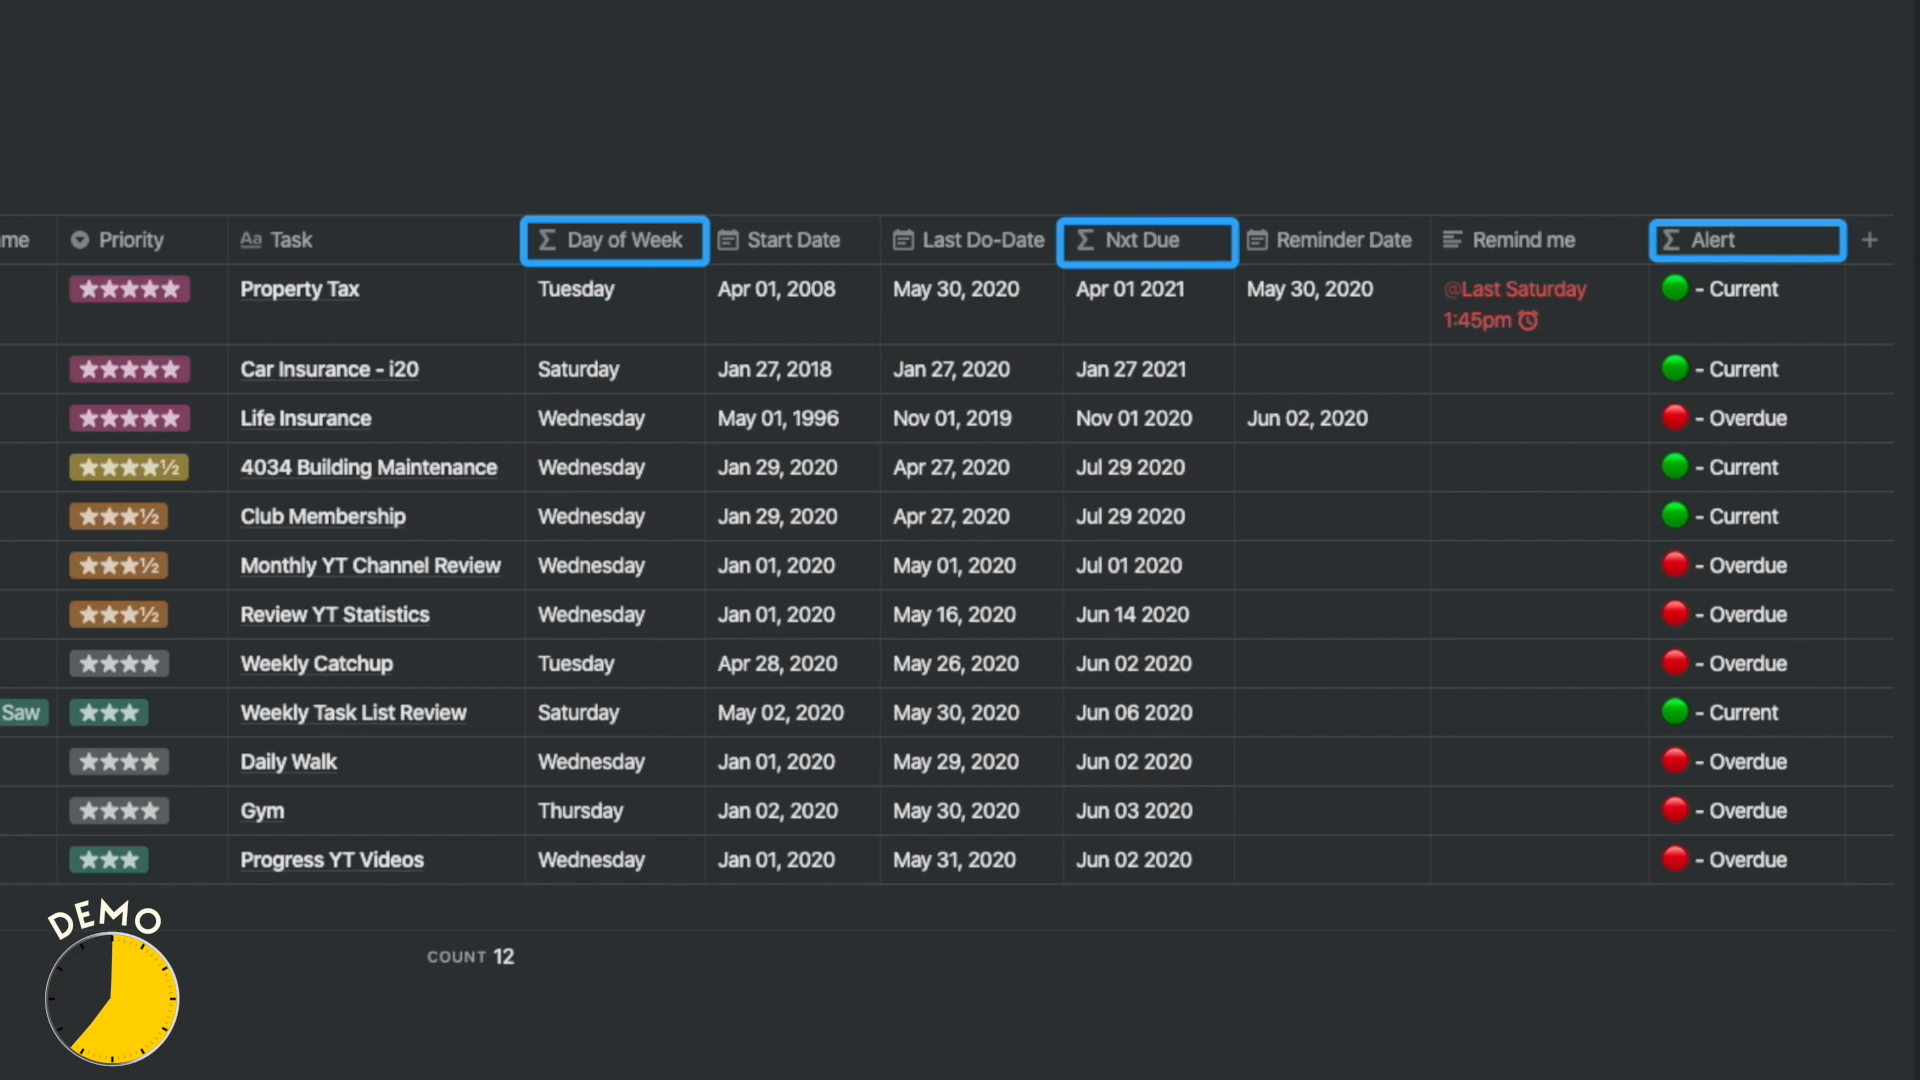 me Priority Aa Task Σ Day of Week Start Date Last Do-Date Σ Nxt Due Reminder Date Remind me Σ Alert +
★★★★★ Property Tax Tuesday Apr 01, 2008 May 30, 2020 Apr 01 2021 May 30, 2020 @Last Saturday - Current
1:45pm
★★★★★ Car Insurance - i20 Saturday Jan 27, 2018 Jan 27, 2020 Jan 27 2021 - Current
★★★★★ Life Insurance Wednesday May 01, 1996 Nov 01, 2019 Nov 01 2020 Jun 02, 2020 - Overdue
★★★★½ 4034 Building Maintenance Wednesday Jan 29, 2020 Apr 27, 2020 Jul 29 2020 - Current
★★★½ Club Membership Wednesday Jan 29, 2020 Apr 27, 2020 Jul 29 2020 - Current
★★★½ Monthly YT Channel Review Wednesday Jan 01, 2020 May 01, 2020 Jul 01 2020 - Overdue
★★★½ Review YT Statistics Wednesday Jan 01, 2020 May 16, 2020 Jun 14 2020 - Overdue
★★★★ Weekly Catchup Tuesday Apr 28, 2020 May 26, 2020 Jun 02 2020 - Overdue
Saw ★★★ Weekly Task List Review Saturday May 02, 2020 May 30, 2020 Jun 06 2020 - Current
★★★★ Daily Walk Wednesday Jan 01, 2020 May 29, 2020 Jun 02 2020 - Overdue
★★★★ Gym Thursday Jan 02, 2020 May 30, 2020 Jun 03 2020 - Overdue
★★★ Progress YT Videos Wednesday Jan 01, 2020 May 31, 2020 Jun 02 2020 - Overdue
DEMO
COUNT 12